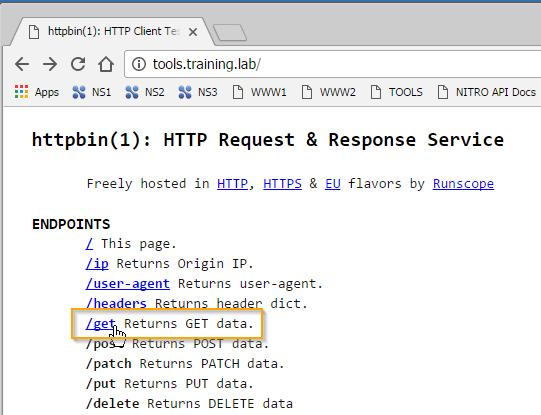 httpbin(1): HTTP Client Te
tools.training.lab/
Apps NS1 NS2 NS3 WWW1 WWW2 TOOLS NITRO API Docs
httpbin(1): HTTP Request & Response Service
Freely hosted in HTTP, HTTPS & EU flavors by Runscope
ENDPOINTS
/ This page.
/ip Returns Origin IP.
/user-agent Returns user-agent.
/headers Returns header dict.
/get Returns GET data.
/post Returns POST data.
/patch Returns PATCH data.
/put Returns PUT data.
/delete Returns DELETE data